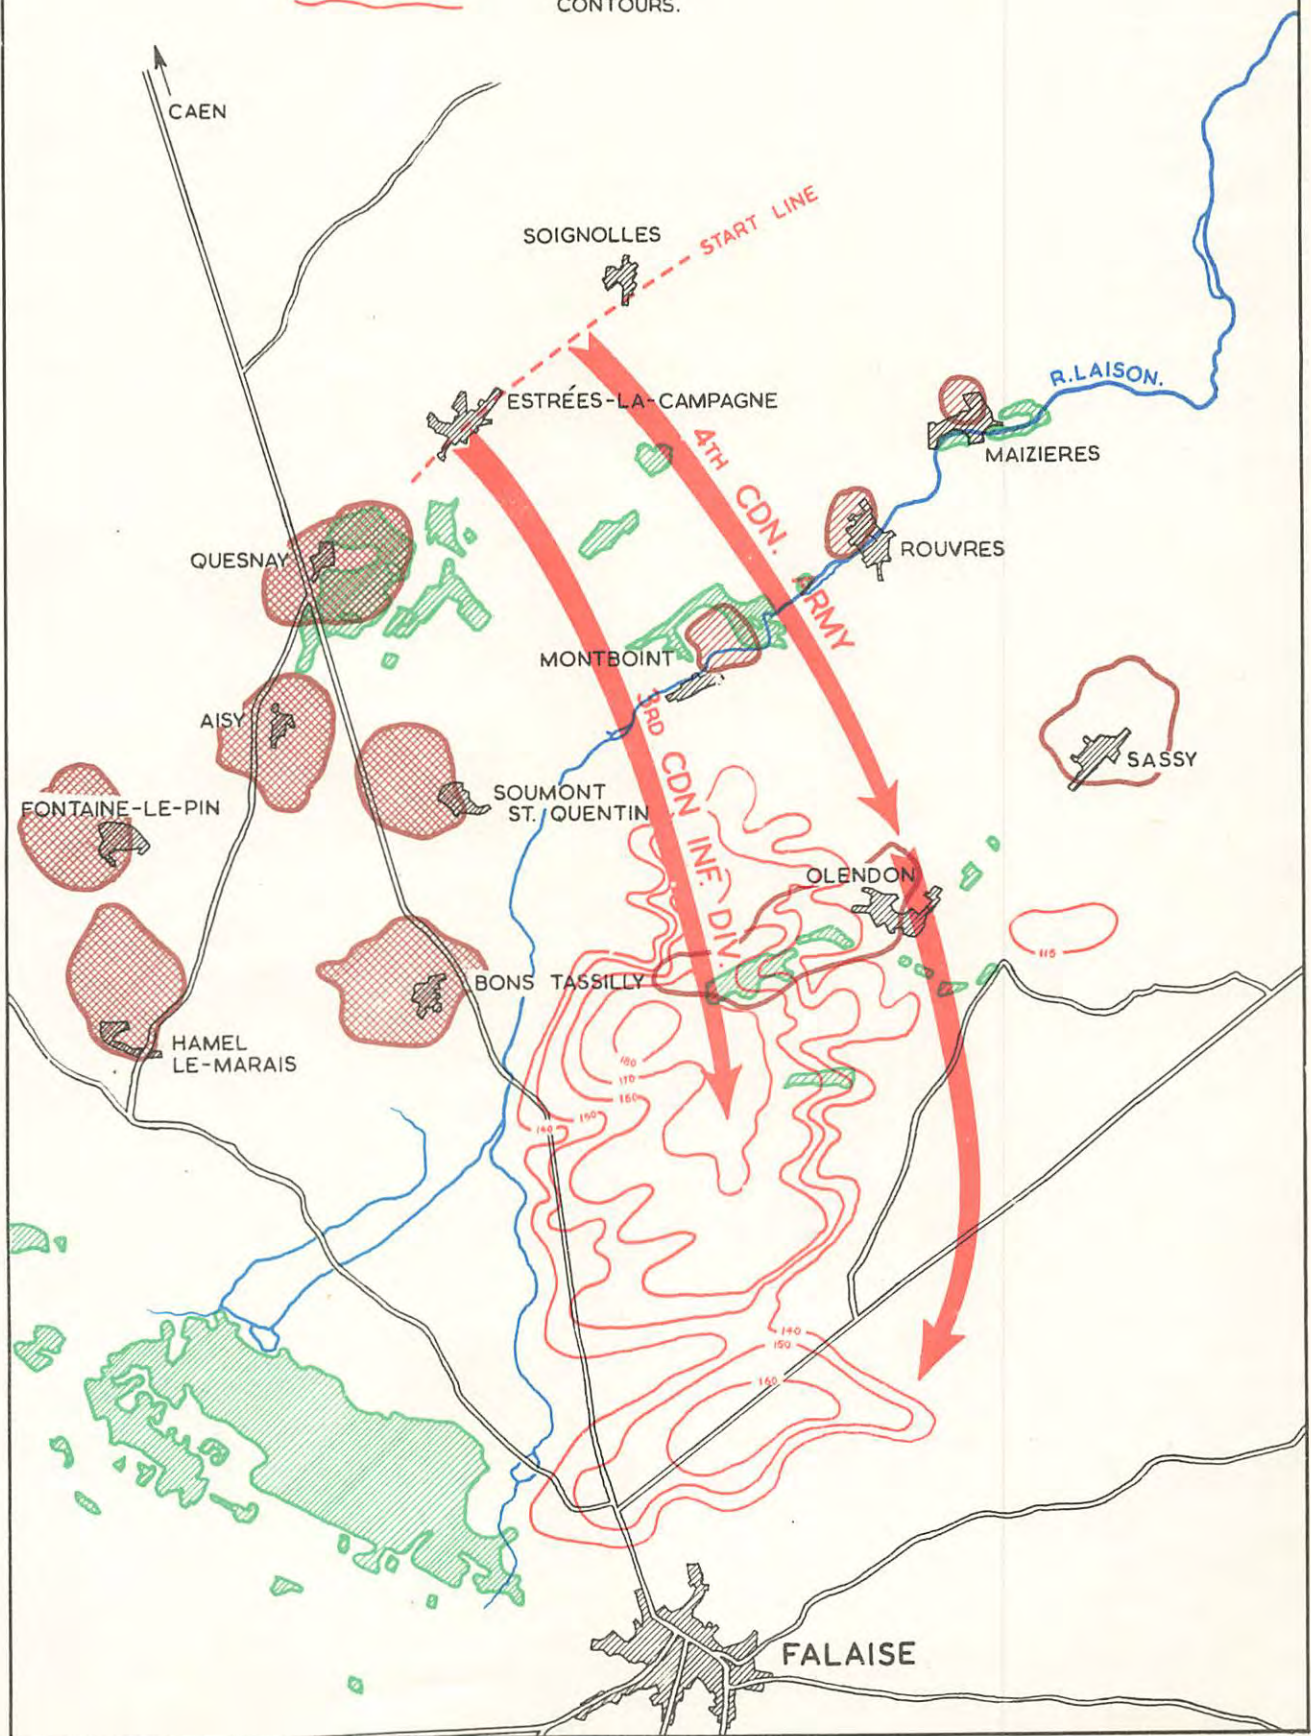 CONTOURS.
CAEN
SOIGNOLLES
START LINE
ESTRÉES-LA-CAMPAGNE
R. LAISON.
4TH CDN. ARMY
MAIZIERES
QUESNAY
ROUVRES
MONTBOINT
3RD CDN INF. DIV.
AISY
SASSY
FONTAINE-LE-PIN
SOUMONT
ST. QUENTIN
OLENDON
115
BONS TASSILLY
HAMEL
LE-MARAIS
180
170
160
150
140
140
150
160
FALAISE